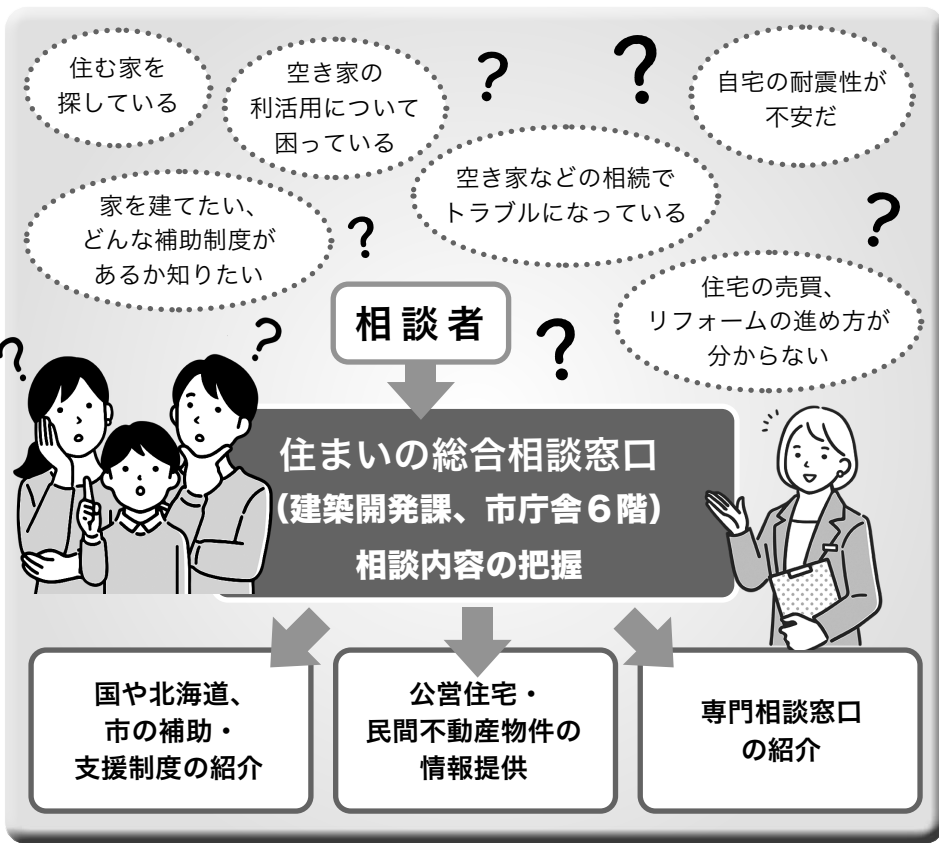 住む家を
探している
空き家の
利活用について
困っている
?
?
自宅の耐震性が
不安だ
空き家などの相続で
トラブルになっている
家を建てたい、
どんな補助制度が
あるか知りたい
?
?
住宅の売買、
リフォームの進め方が
分からない
相談者
?
?
?
住まいの総合相談窓口
(建築開発課、市庁舎6階)
相談内容の把握
国や北海道、
市の補助・
支援制度の紹介
公営住宅・
民間不動産物件の
情報提供
専門相談窓口
の紹介